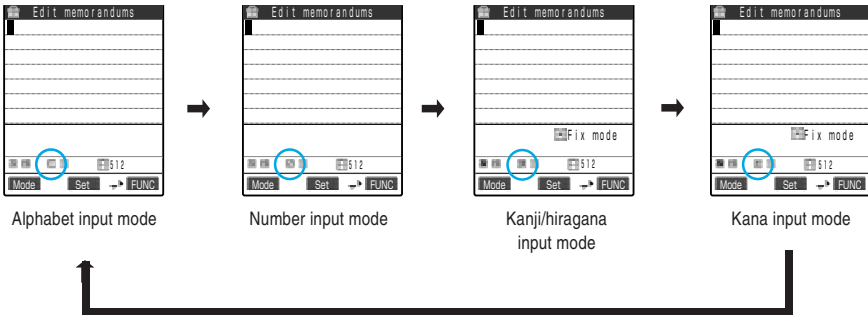 Edit memorandums
512
Mode Set FUNC
Alphabet input mode
Edit memorandums
512
Mode Set FUNC
Number input mode
Edit memorandums
Fix mode
512
Mode Set FUNC
Kanji/hiragana
input mode
Edit memorandums
Fix mode
512
Mode Set FUNC
Kana input mode